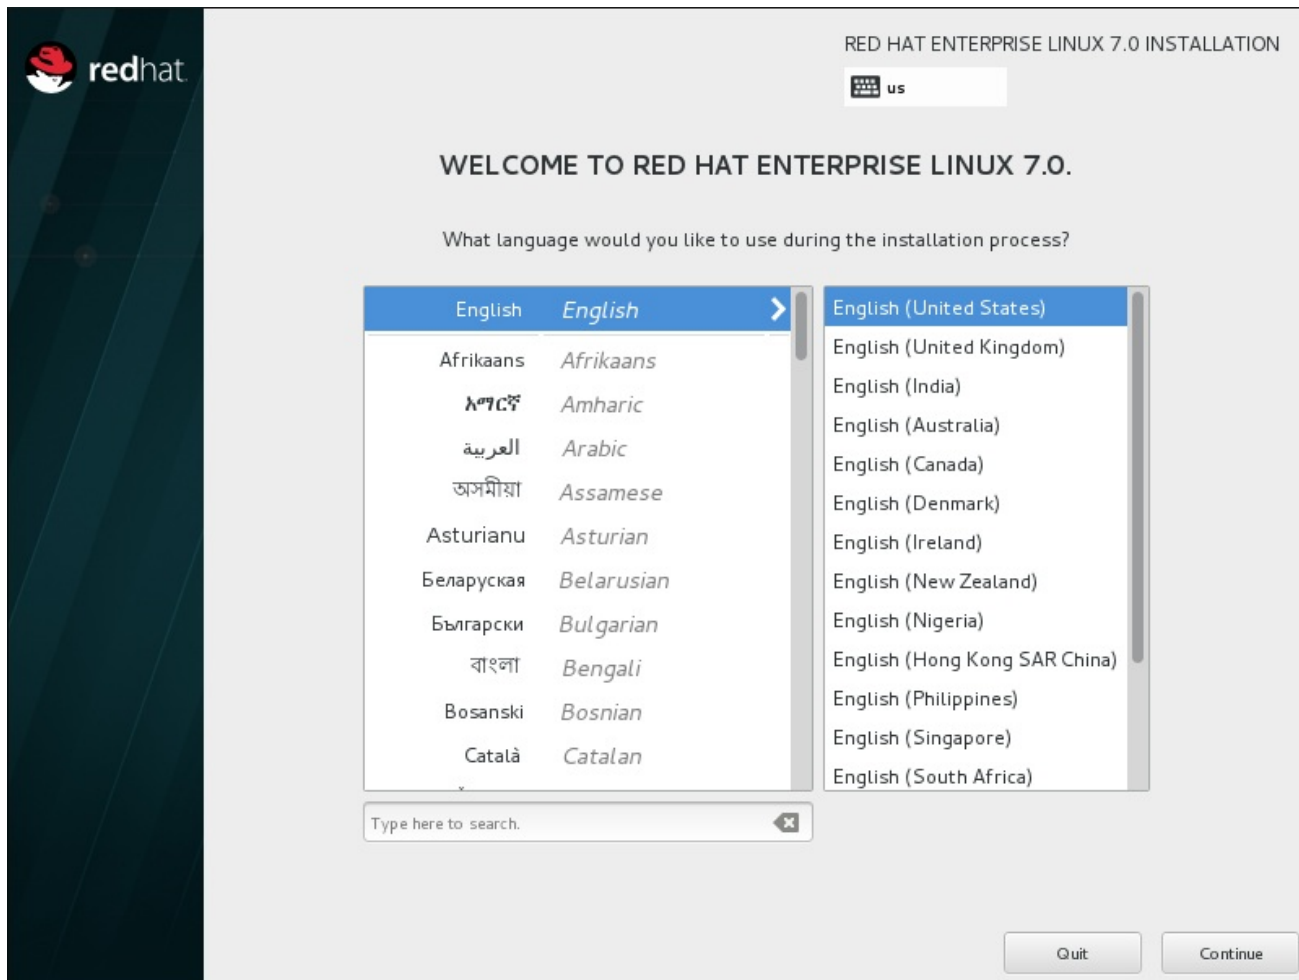 redhat.
RED HAT ENTERPRISE LINUX 7.0 INSTALLATION
us
WELCOME TO RED HAT ENTERPRISE LINUX 7.0.
What language would you like to use during the installation process?
English English
Afrikaans Afrikaans
አማርኛ Amharic
العربية Arabic
অসমীয়া Assamese
Asturianu Asturian
Беларуская Belarusian
Български Bulgarian
বাংলা Bengali
Bosanski Bosnian
Català Catalan
English (United States)
English (United Kingdom)
English (India)
English (Australia)
English (Canada)
English (Denmark)
English (Ireland)
English (New Zealand)
English (Nigeria)
English (Hong Kong SAR China)
English (Philippines)
English (Singapore)
English (South Africa)
Type here to search.
Quit
Continue